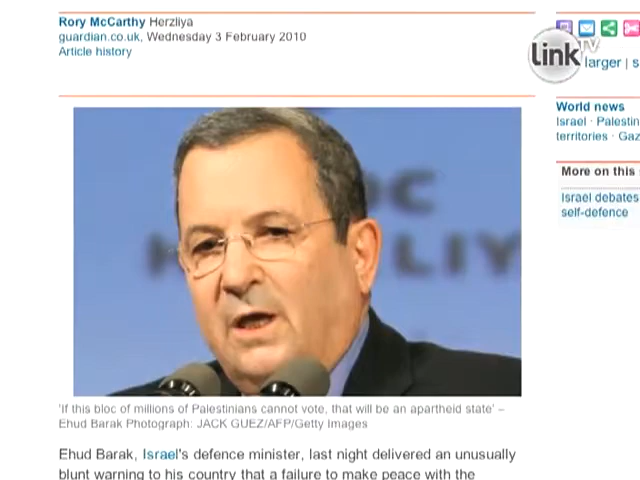 Rory McCarthy Herzliya
guardian.co.uk, Wednesday 3 February 2010
Article history
link
TV
larger | s
World news
Israel · Palestin
territories · Gaz
More on this
Israel debates
self-defence
'If this bloc of millions of Palestinians cannot vote, that will be an apartheid state' –
Ehud Barak Photograph: JACK GUEZ/AFP/Getty Images
Ehud Barak, Israel's defence minister, last night delivered an unusually
blunt warning to his country that a failure to make peace with the